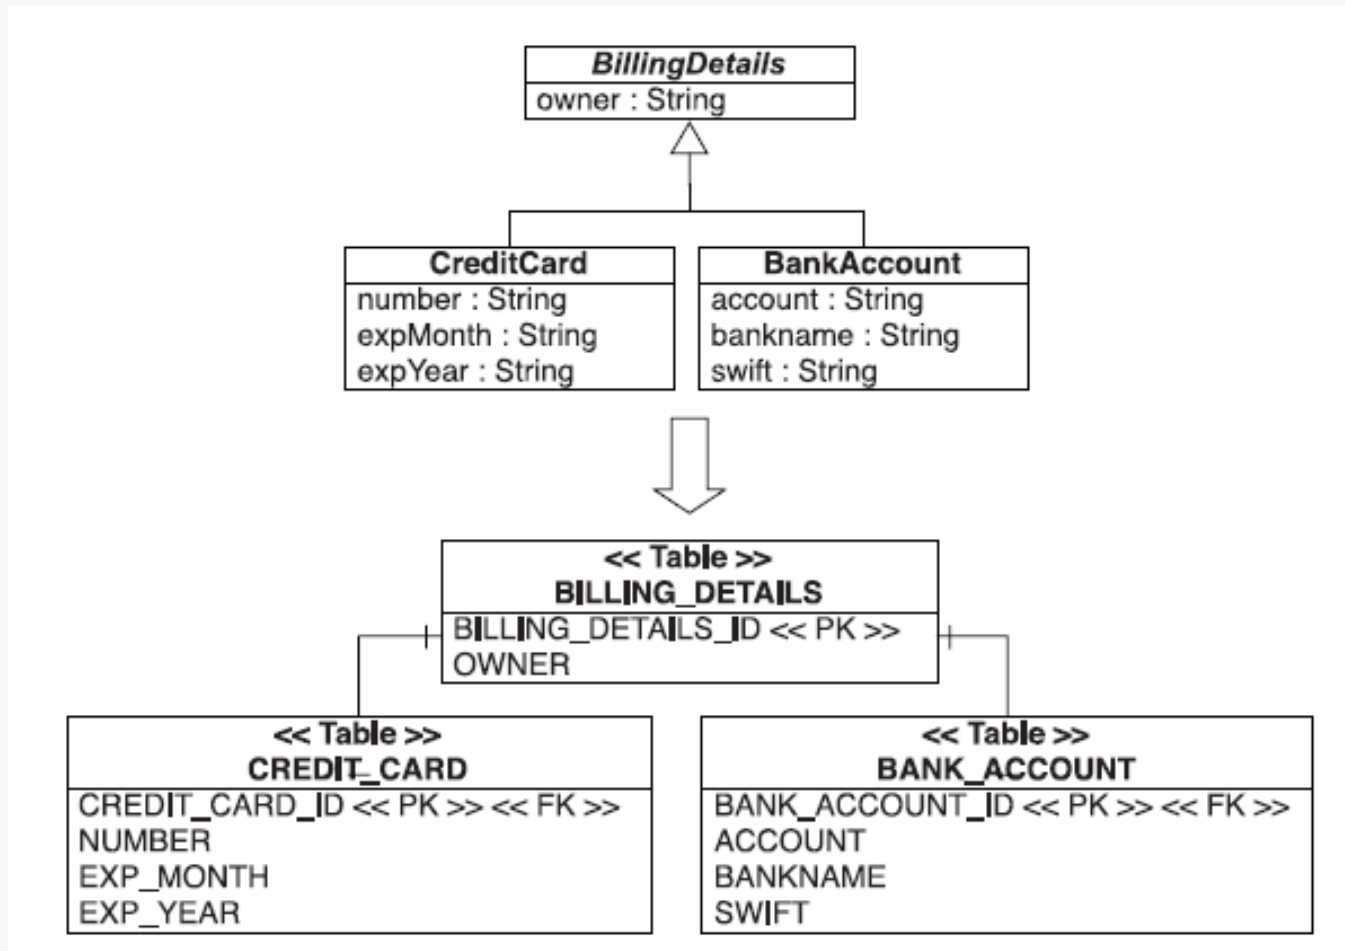 BillingDetails
owner : String
CreditCard
number : String
expMonth : String
expYear : String
BankAccount
account : String
bankname : String
swift : String
<< Table >>
BILLING_DETAILS
BILLING_DETAILS_ID << PK >>
OWNER
<< Table >>
CREDIT_CARD
CREDIT_CARD_ID << PK >> << FK >>
NUMBER
EXP_MONTH
EXP_YEAR
<< Table >>
BANK_ACCOUNT
BANK_ACCOUNT_ID << PK >> << FK >>
ACCOUNT
BANKNAME
SWIFT